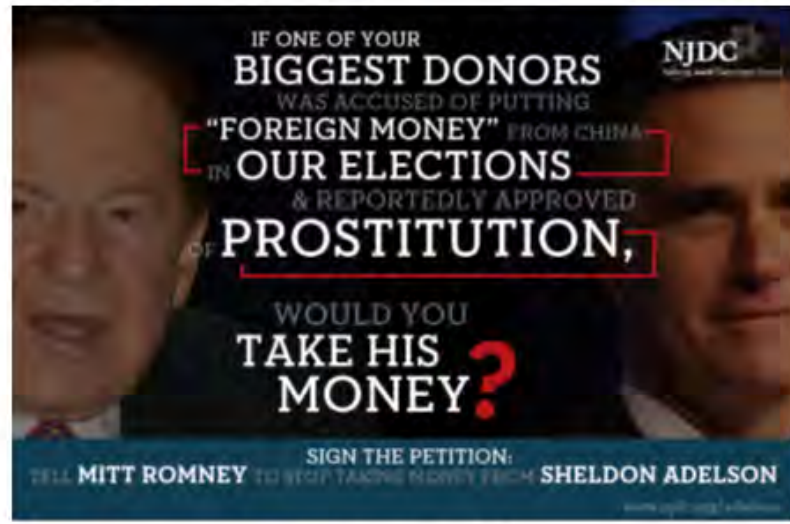 IF ONE OF YOUR
BIGGEST DONORS
WAS ACCUSED OF PUTTING
“FOREIGN MONEY” FROM CHINA
IN OUR ELECTIONS
& REPORTEDLY APPROVED
OF PROSTITUTION,
WOULD YOU
TAKE HIS
MONEY?
NJDC
SIGN THE PETITION:
TELL MITT ROMNEY TO STOP TAKING MONEY FROM SHELDON ADELSON